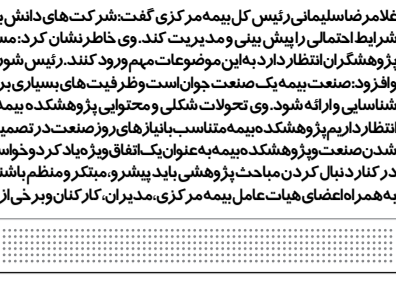 غلامرضا سلیمانی رئیس کل بیمه مرکزی گفت: شرکت های دانش ب
شرایط احتمالی را پیش بینی و مدیریت کند. وی خاطرنشان کرد: مس
پژوهشگران انتظار دارد به این موضوعات مهم ورود کنند. رئیس شور
وافزود: صنعت بیمه یک صنعت جوان است و ظرفیت های بسیاری بر
شناسایی و ارائه شود. وی تحولات شکلی و محتوایی پژوهشکده بیمه
انتظار داریم پژوهشکده بیمه متناسب با نیازهای روز صنعت در تصمی
شدن صنعت و پژوهشکده بیمه به عنوان یک اتفاق ویژه یاد کرد و خواس
در کنار دنبال کردن مباحث پژوهشی باید پیشرو، مبتکر و منظم باشن
به همراه اعضای هیات عامل بیمه مرکزی، مدیران، کارکنان و برخی از